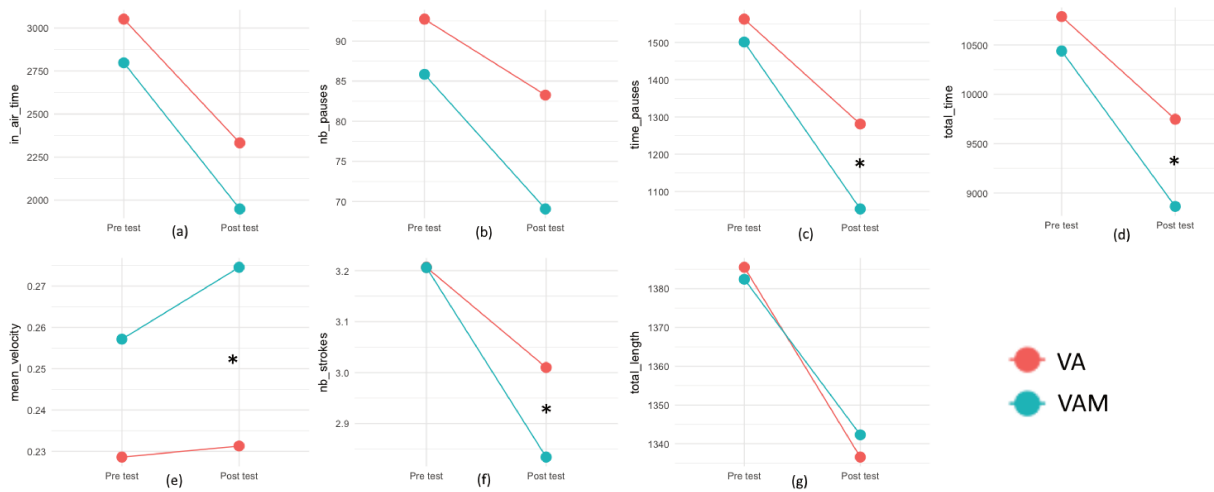 in_air_time
3000
2750
2500
2250
2000
Pre test
Post test
(a)
nb_pauses
90
85
80
75
70
Pre test
Post test
(b)
time_pauses
1500
1400
1300
1200
1100
*
Pre test
Post test
(c)
total_time
10500
10000
9500
9000
*
Pre test
Post test
(d)
mean_velocity
0.27
0.26
0.25
0.24
0.23
*
Pre test
Post test
(e)
nb_strokes
3.2
3.1
3.0
2.9
*
Pre test
Post test
(f)
total_length
1380
1370
1360
1350
1340
Pre test
Post test
(g)
VA
VAM